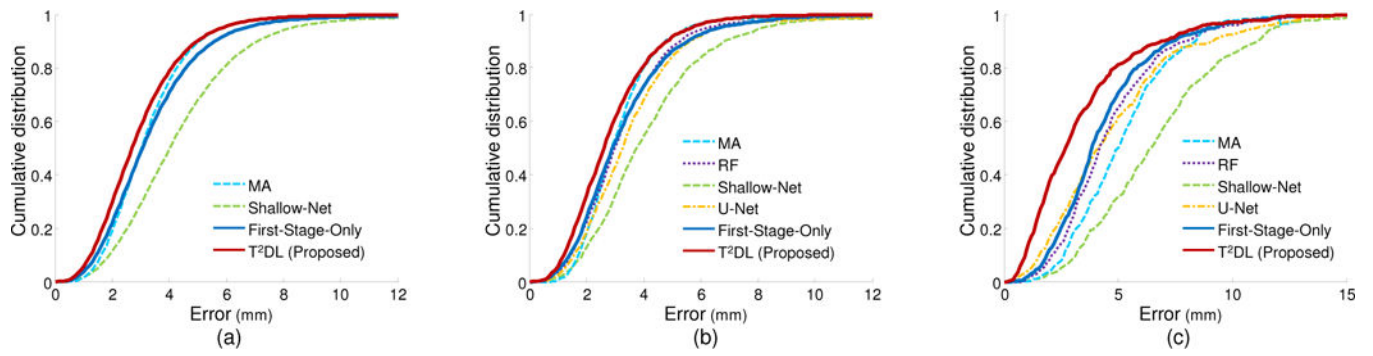 1
0.8
0.6
0.4
0.2
0
0 2 4 6 8 10 12
Cumulative distribution
Error (mm)
MA
Shallow-Net
First-Stage-Only
T²DL (Proposed)
(a)
1
0.8
0.6
0.4
0.2
0
0 2 4 6 8 10 12
Cumulative distribution
Error (mm)
MA
RF
Shallow-Net
U-Net
First-Stage-Only
T²DL (Proposed)
(b)
1
0.8
0.6
0.4
0.2
0
0 5 10 15
Cumulative distribution
Error (mm)
MA
RF
Shallow-Net
U-Net
First-Stage-Only
T²DL (Proposed)
(c)